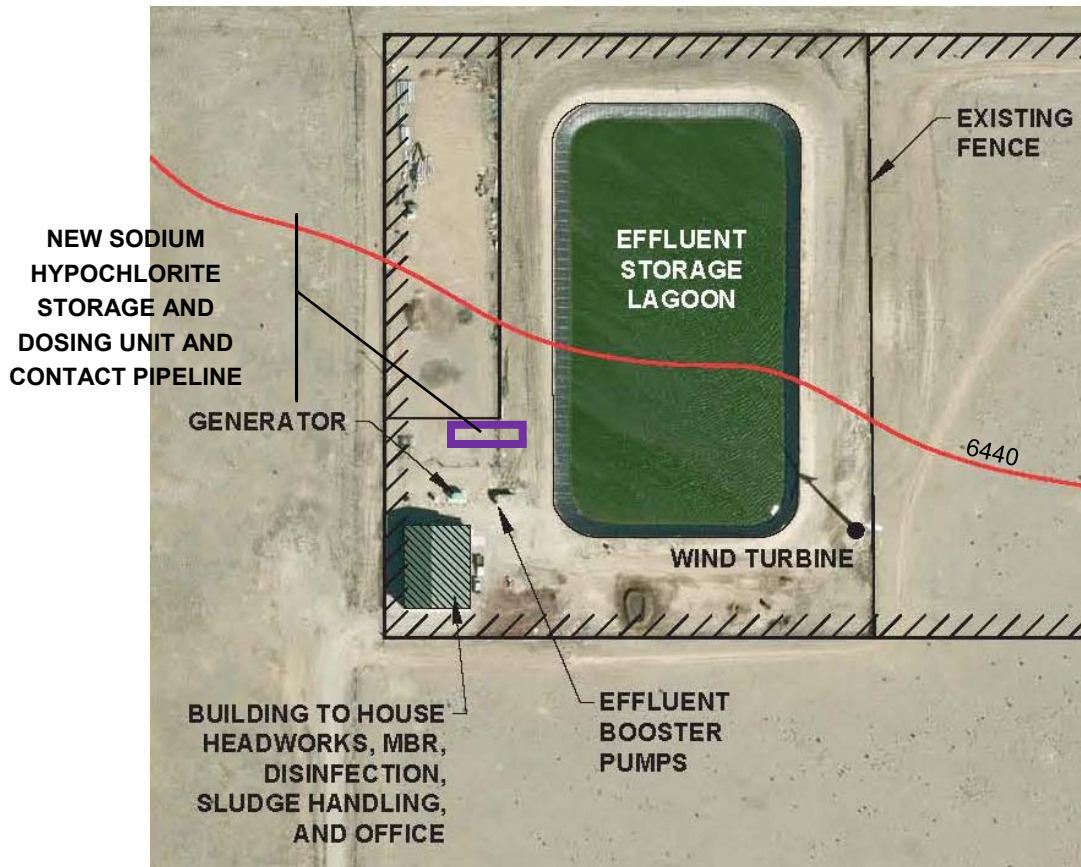 EXISTING
FENCE
NEW SODIUM
HYPOCHLORITE
STORAGE AND
DOSING UNIT AND
CONTACT PIPELINE
EFFLUENT
STORAGE
LAGOON
GENERATOR
6440
WIND TURBINE
BUILDING TO HOUSE
HEADWORKS, MBR,
DISINFECTION,
SLUDGE HANDLING,
AND OFFICE
EFFLUENT
BOOSTER
PUMPS